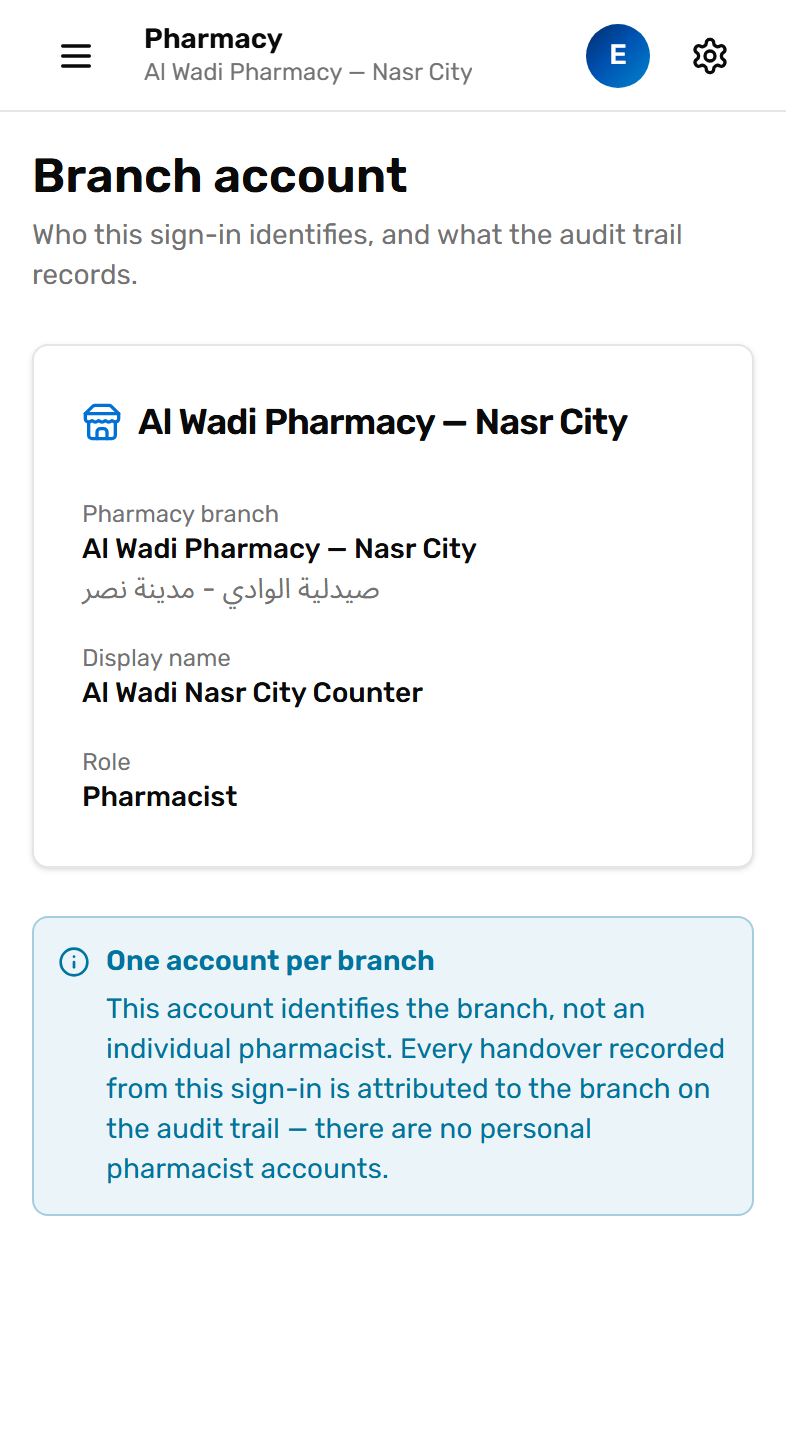 Pharmacy
Al Wadi Pharmacy — Nasr City
E
Branch account
Who this sign-in identifies, and what the audit trail
records.
Al Wadi Pharmacy — Nasr City
Pharmacy branch
Al Wadi Pharmacy — Nasr City
صيدلية الوادي - مدينة نصر
Display name
Al Wadi Nasr City Counter
Role
Pharmacist
One account per branch
This account identifies the branch, not an
individual pharmacist. Every handover recorded
from this sign-in is attributed to the branch on
the audit trail — there are no personal
pharmacist accounts.